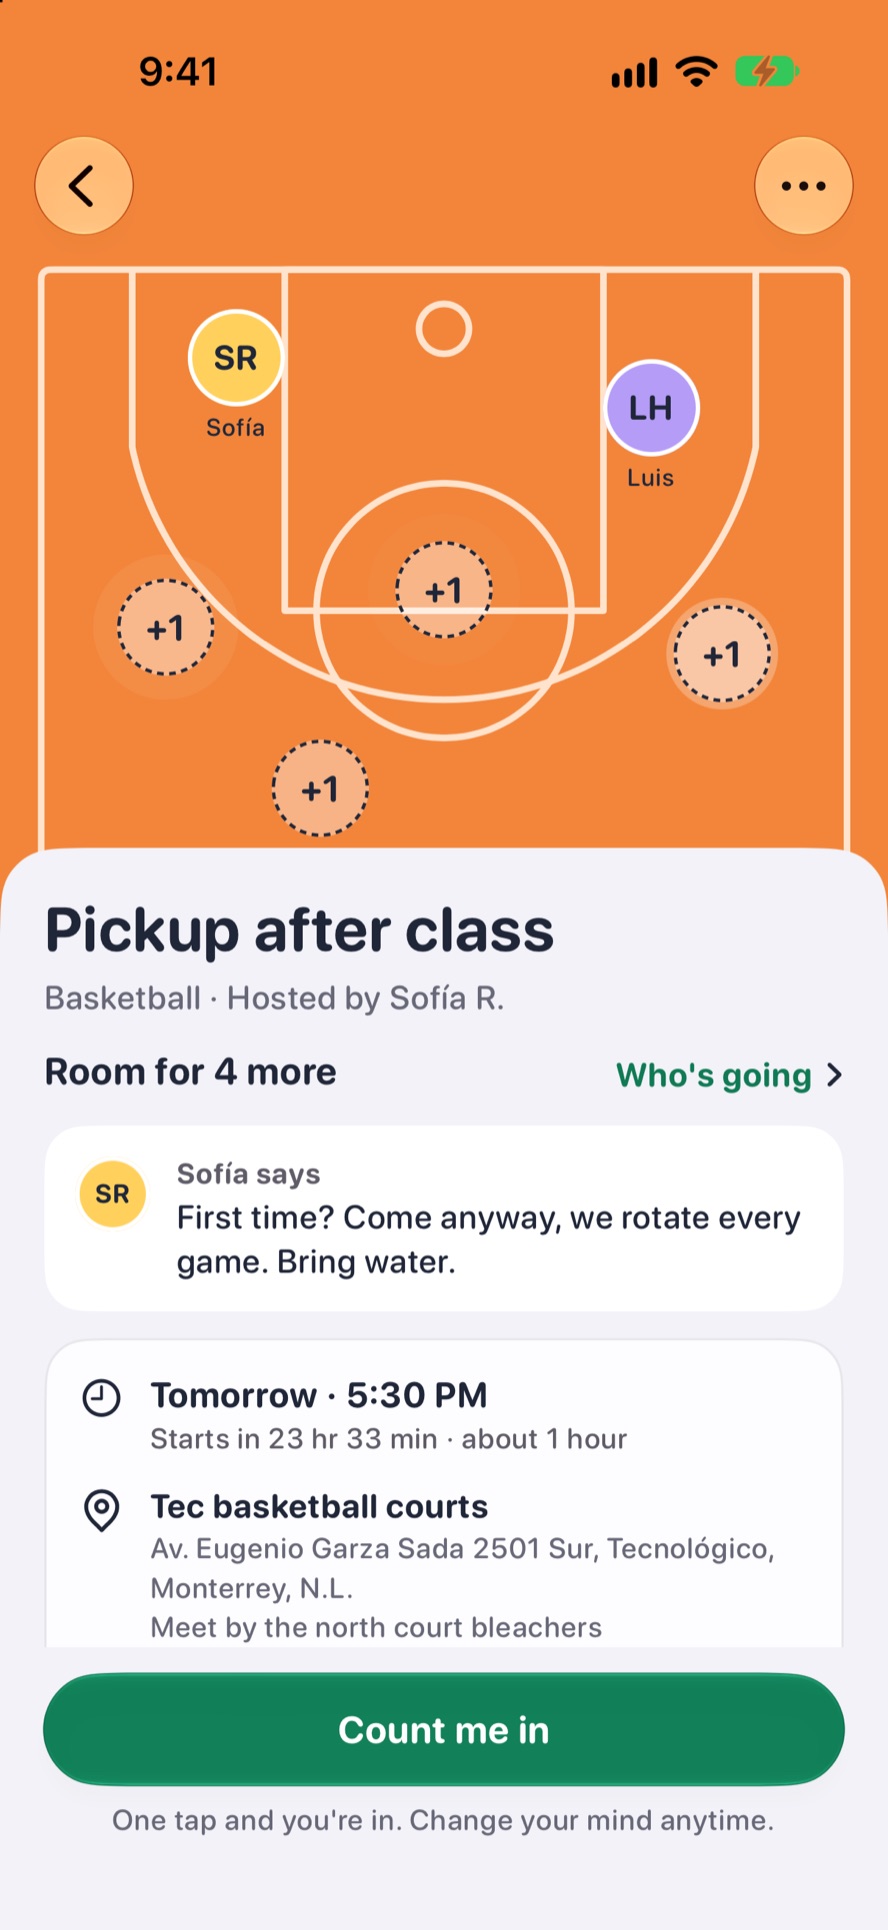 9:41
SR
Sofía
LH
Luis
+1
+1
+1
+1
Pickup after class
Basketball · Hosted by Sofía R.
Room for 4 more
Who's going
SR
Sofía says
First time? Come anyway, we rotate every
game. Bring water.
Tomorrow · 5:30 PM
Starts in 23 hr 33 min · about 1 hour
Tec basketball courts
Av. Eugenio Garza Sada 2501 Sur, Tecnológico,
Monterrey, N.L.
Meet by the north court bleachers
Count me in
One tap and you're in. Change your mind anytime.